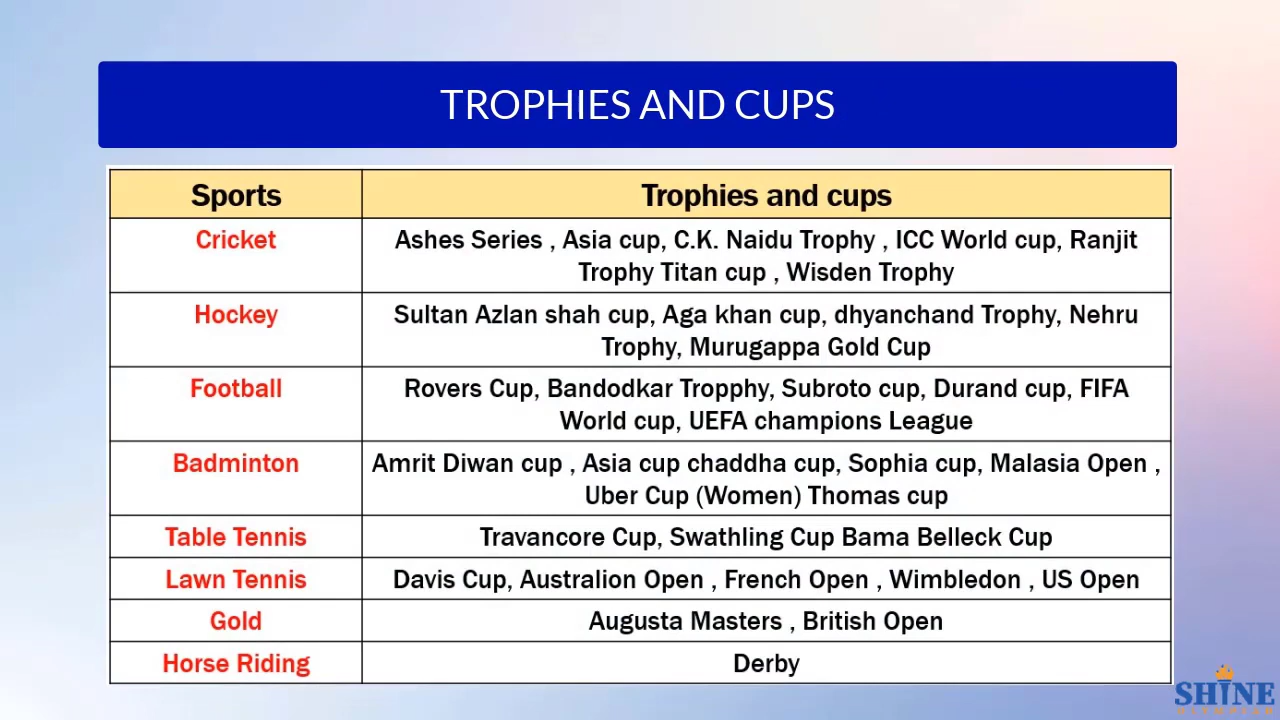 TROPHIES AND CUPS
Sports
Trophies and cups
Cricket
Ashes Series , Asia cup, C.K. Naidu Trophy , ICC World cup, Ranjit
Trophy Titan cup , Wisden Trophy
Hockey
Sultan Azlan shah cup, Aga khan cup, dhyanchand Trophy, Nehru
Trophy, Murugappa Gold Cup
Football
Rovers Cup, Bandodkar Tropphy, Subroto cup, Durand cup, FIFA
World cup, UEFA champions League
Badminton
Amrit Diwan cup , Asia cup chaddha cup, Sophia cup, Malasia Open ,
Uber Cup (Women) Thomas cup
Table Tennis
Travancore Cup, Swathling Cup Bama Belleck Cup
Lawn Tennis
Davis Cup, Australion Open , French Open , Wimbledon , US Open
Gold
Augusta Masters , British Open
Horse Riding
Derby
SHINE